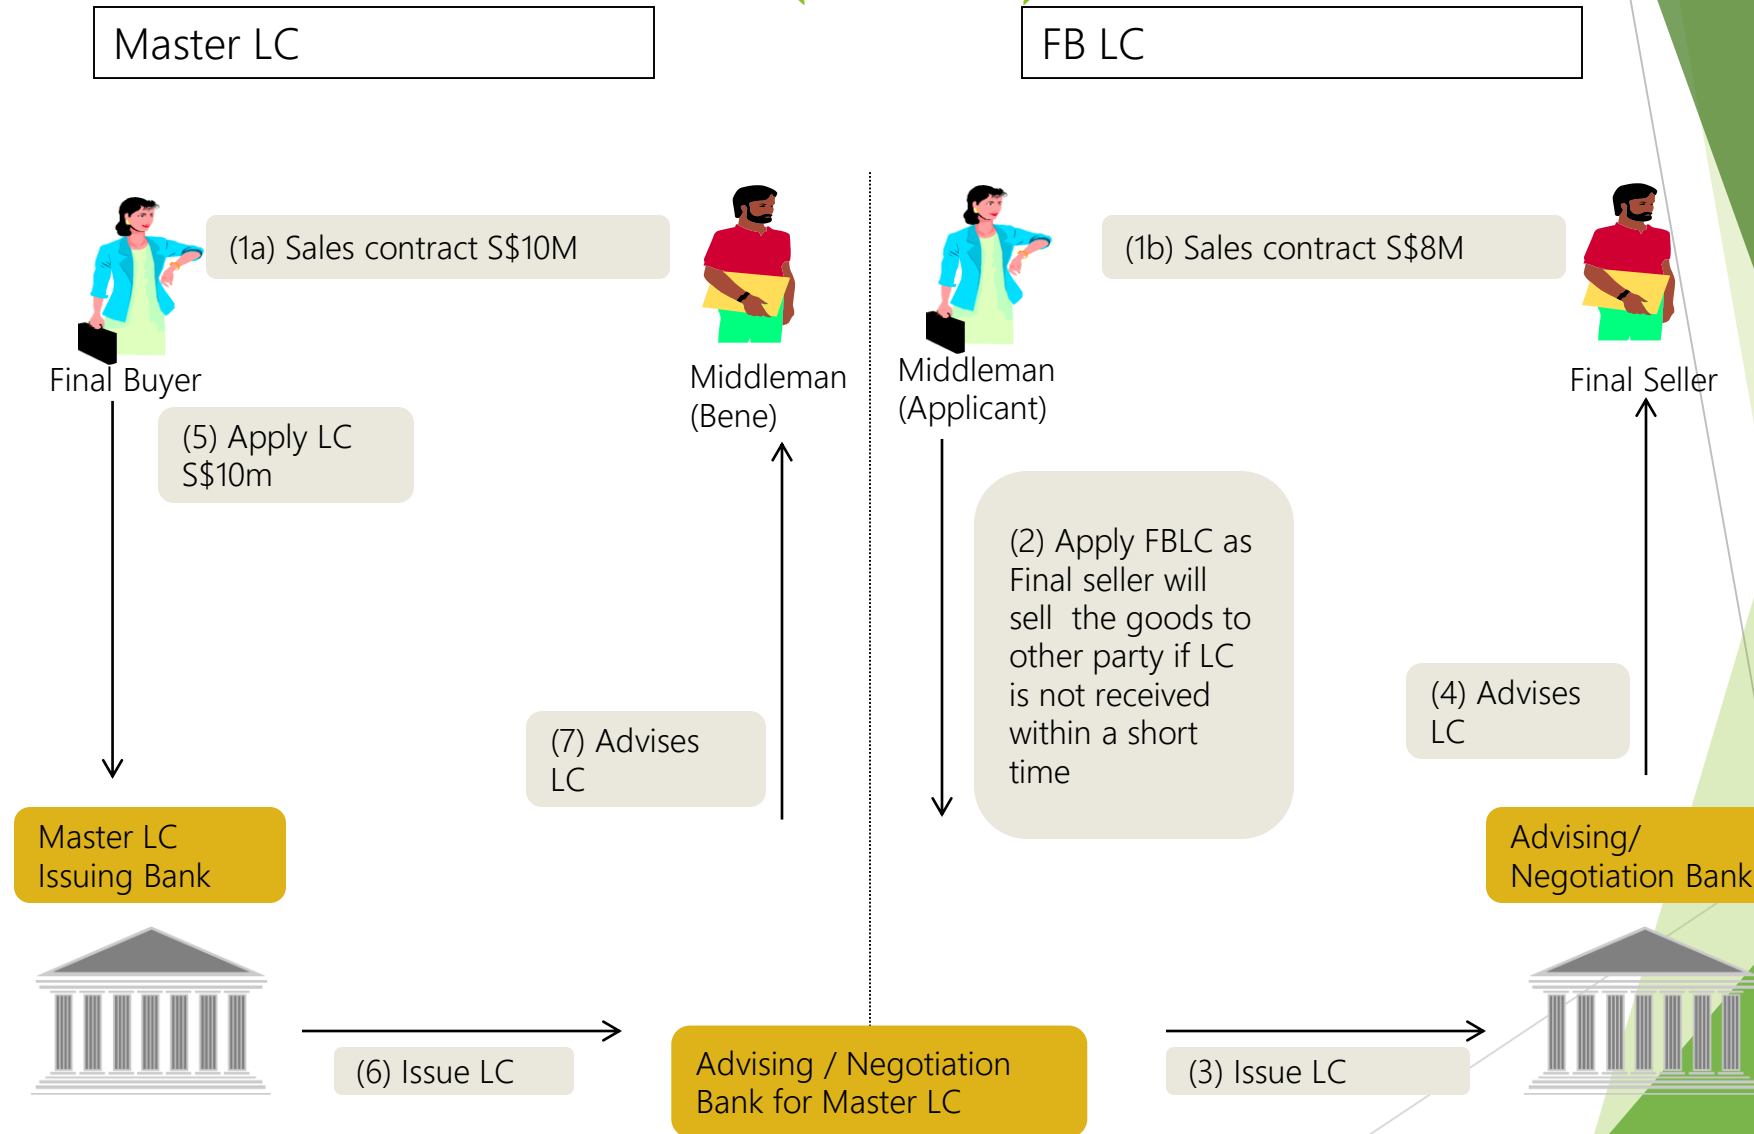 Master LC
FB LC
(1a) Sales contract S$10M
(1b) Sales contract S$8M
Final Buyer
Middleman
(Bene)
Middleman
(Applicant)
Final Seller
(5) Apply LC
S$10m
(2) Apply FBLC as
Final seller will
sell the goods to
other party if LC
is not received
within a short
time
(7) Advises
LC
(4) Advises
LC
Master LC
Issuing Bank
Advising/
Negotiation Bank
(6) Issue LC
Advising / Negotiation
Bank for Master LC
(3) Issue LC